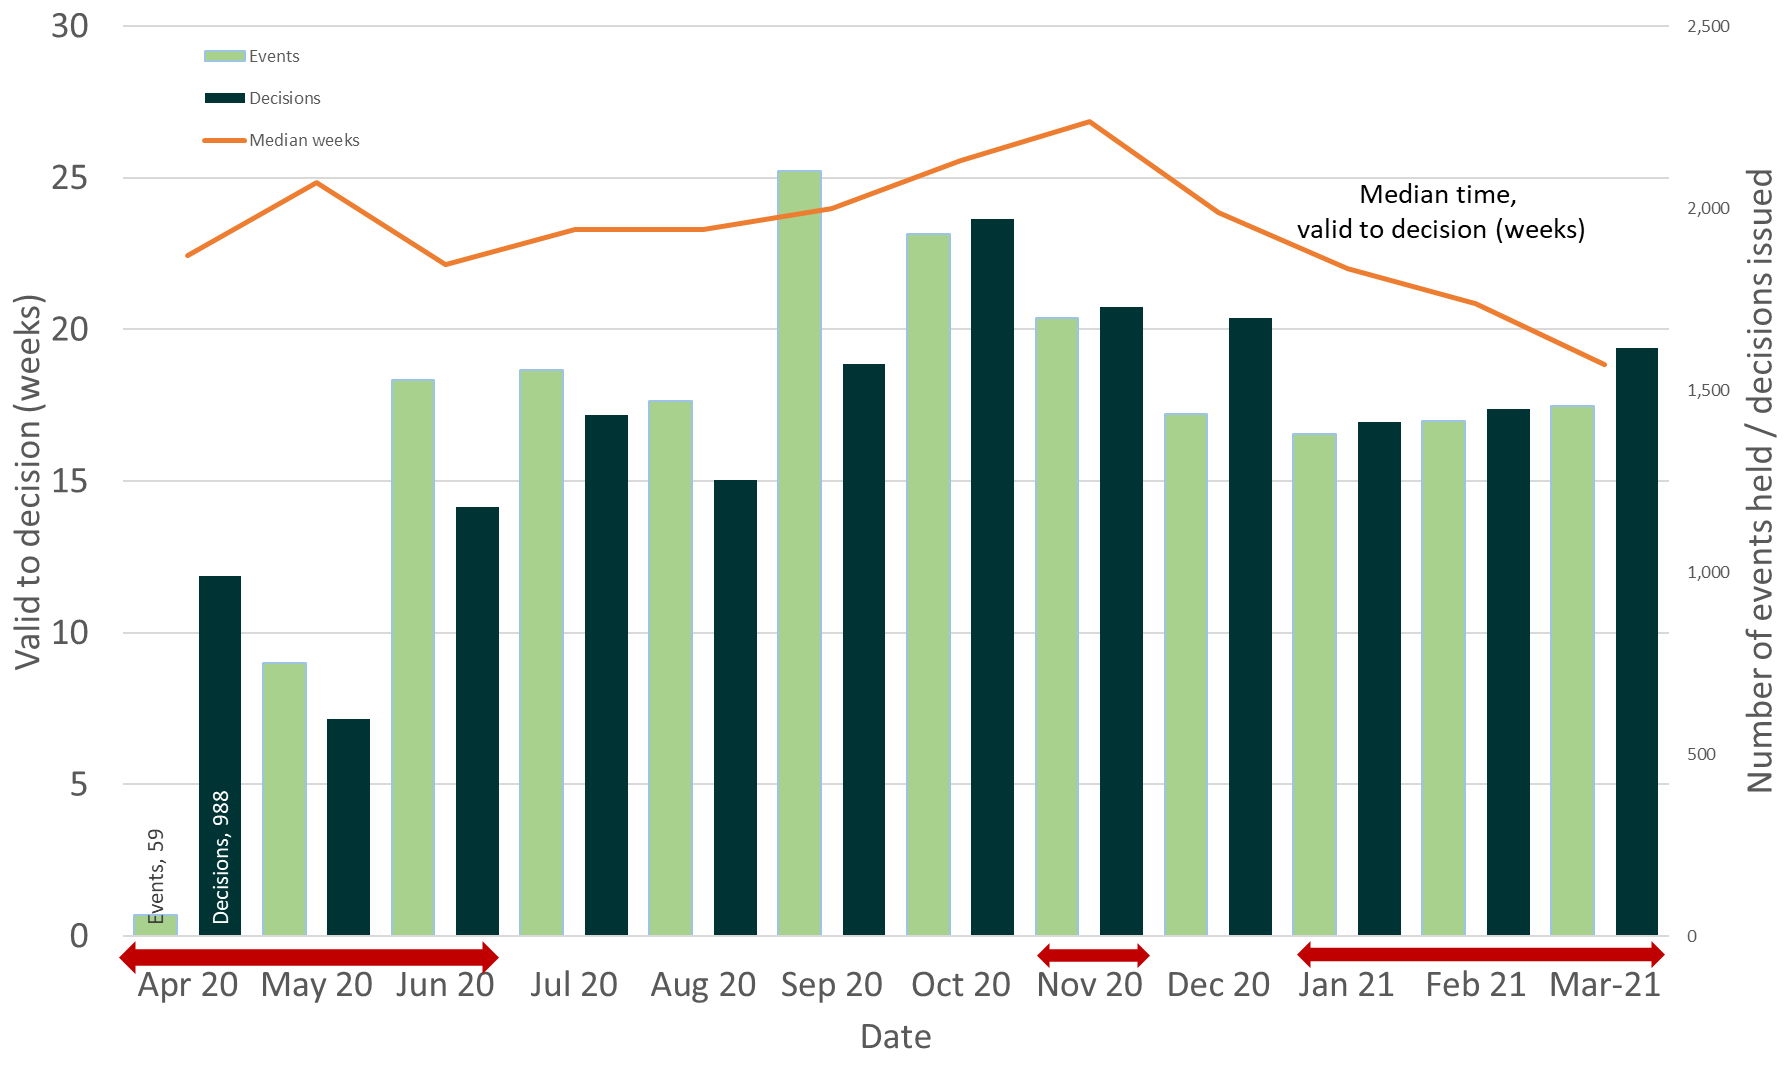 30
25
20
15
10
5
0
Valid to decision (weeks)
Events
Decisions
Median weeks
Median time,
valid to decision (weeks)
Events, 59
Decisions, 988
2,500
2,000
1,500
1,000
500
0
Number of events held / decisions issued
Apr 20 May 20 Jun 20 Jul 20 Aug 20 Sep 20 Oct 20 Nov 20 Dec 20 Jan 21 Feb 21 Mar-21
Date